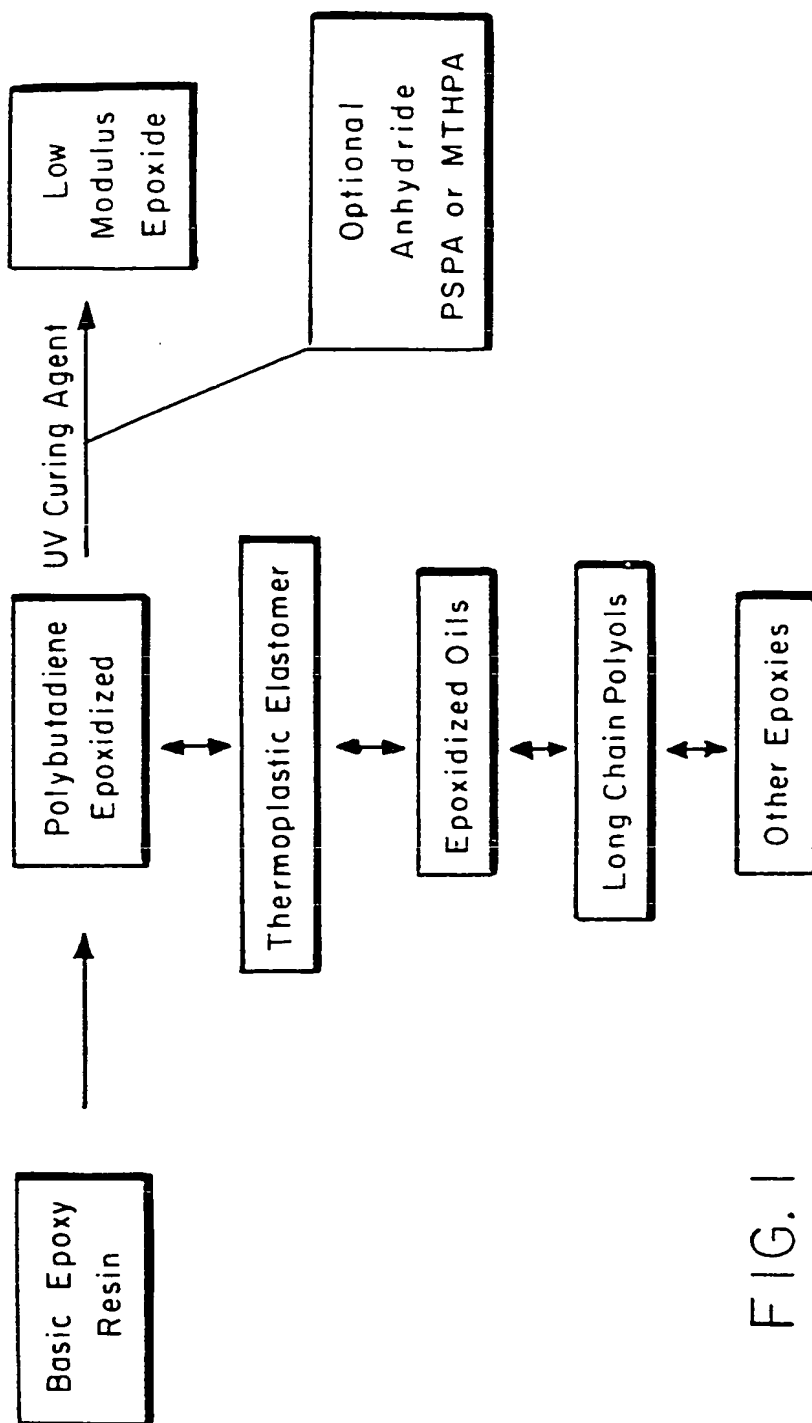 Basic Epoxy
Resin
Polybutadiene
Epoxidized
UV Curing Agent
Low
Modulus
Epoxide
Optional
Anhydride
PSPA or MTHPA
Thermoplastic Elastomer
Epoxidized Oils
Long Chain Polyols
Other Epoxies
FIG. 1